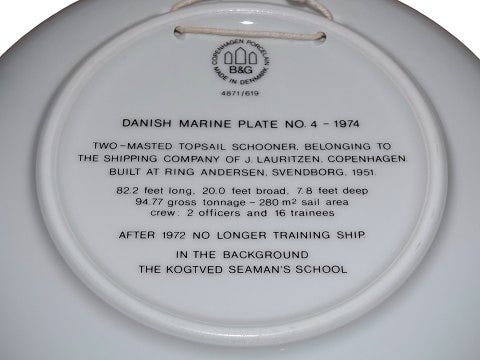 COPENHAGEN PORCELAIN
B&G
MADE IN DENMARK
4871/619
DANISH MARINE PLATE NO. 4 – 1974
TWO-MASTED TOPSAIL SCHOONER, BELONGING TO
THE SHIPPING COMPANY OF J. LAURITZEN, COPENHAGEN.
BUILT AT RING ANDERSEN, SVENDBORG, 1951.
82.2 feet long, 20.0 feet broad, 7.8 feet deep
94.77 gross tonnage – 280 m² sail area
crew: 2 officers and 16 trainees
AFTER 1972 NO LONGER TRAINING SHIP.
IN THE BACKGROUND
THE KOGTVED SEAMAN'S SCHOOL